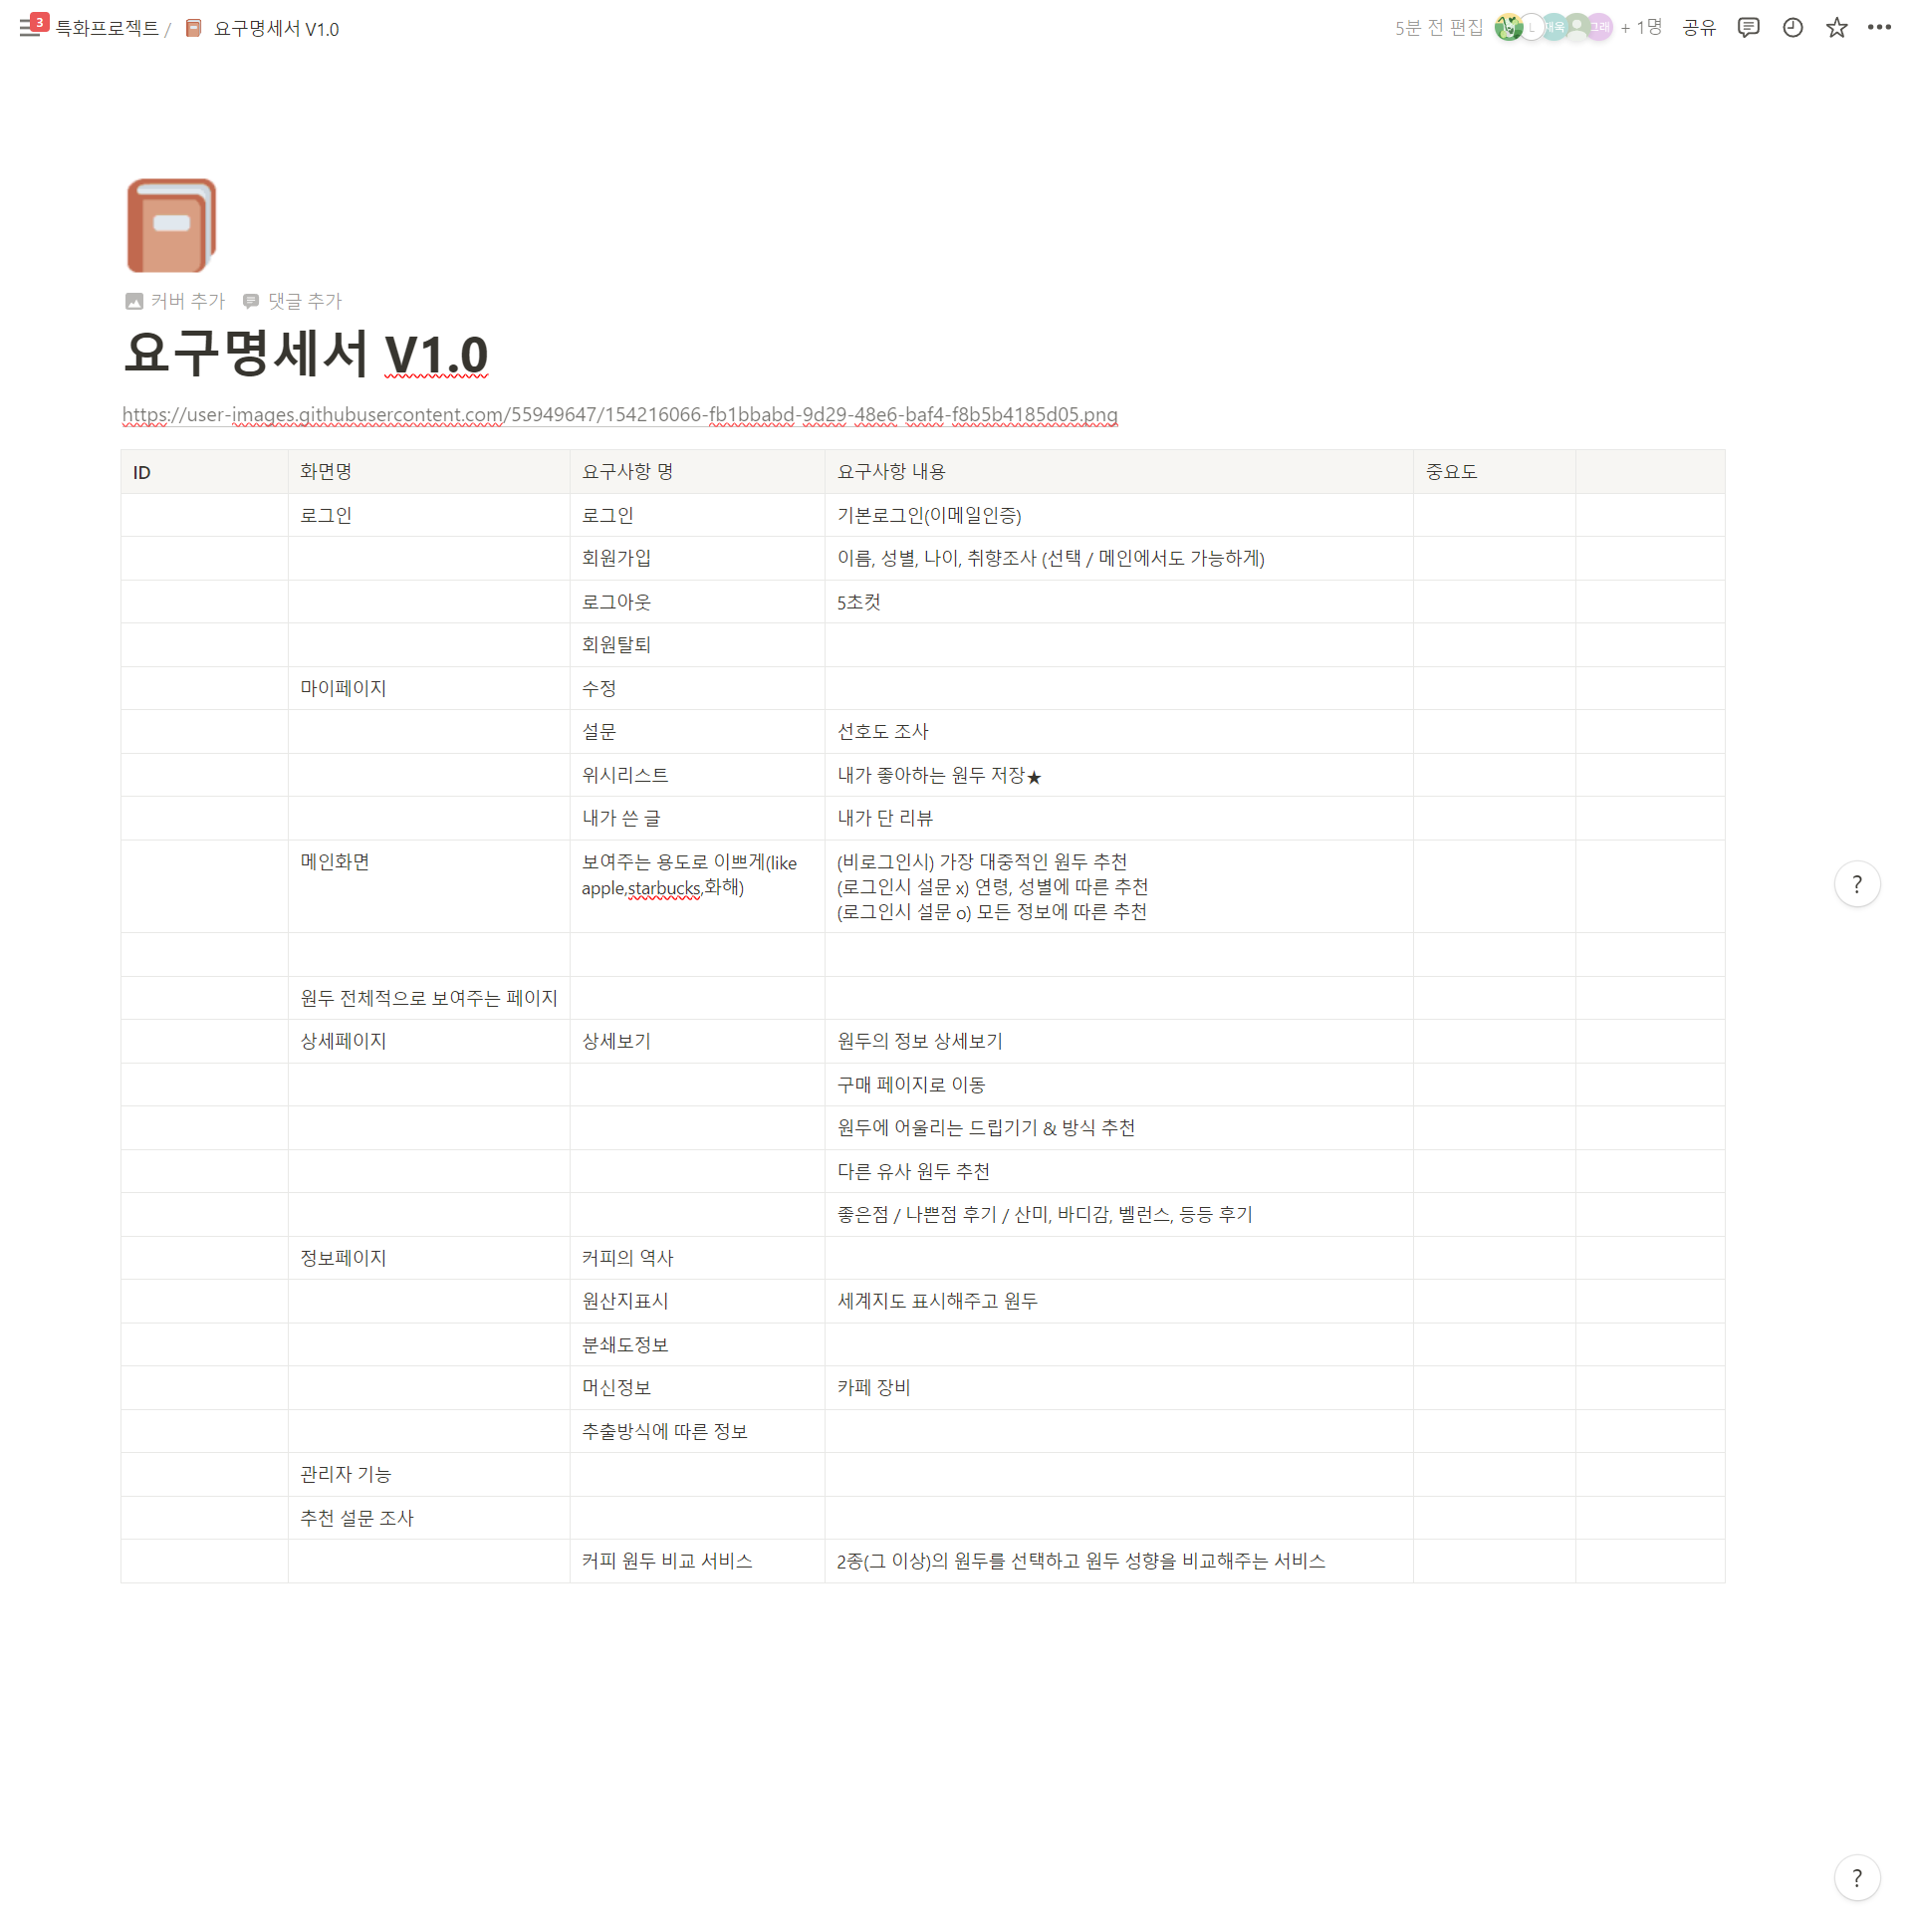 3
특화프로젝트 / 요구명세서 V1.0
5분 전 편집 L 재욱 그래 + 1명 공유
커버 추가 댓글 추가
요구명세서 V1.0
https://user-images.githubusercontent.com/55949647/154216066-fb1bbabd-9d29-48e6-baf4-f8b5b4185d05.png
ID 화면명 요구사항 명 요구사항 내용 중요도
로그인 로그인 기본로그인(이메일인증)
회원가입 이름, 성별, 나이, 취향조사 (선택 / 메인에서도 가능하게)
로그아웃 5초컷
회원탈퇴
마이페이지 수정
설문 선호도 조사
위시리스트 내가 좋아하는 원두 저장★
내가 쓴 글 내가 단 리뷰
메인화면 보여주는 용도로 이쁘게(like
apple,starbucks,화해)
(비로그인시) 가장 대중적인 원두 추천
(로그인시 설문 x) 연령, 성별에 따른 추천
(로그인시 설문 o) 모든 정보에 따른 추천
?
원두 전체적으로 보여주는 페이지
상세페이지 상세보기 원두의 정보 상세보기
구매 페이지로 이동
원두에 어울리는 드립기기 & 방식 추천
다른 유사 원두 추천
좋은점 / 나쁜점 후기 / 산미, 바디감, 벨런스, 등등 후기
정보페이지 커피의 역사
원산지표시 세계지도 표시해주고 원두
분쇄도정보
머신정보 카페 장비
추출방식에 따른 정보
관리자 기능
추천 설문 조사
커피 원두 비교 서비스 2종(그 이상)의 원두를 선택하고 원두 성향을 비교해주는 서비스
?